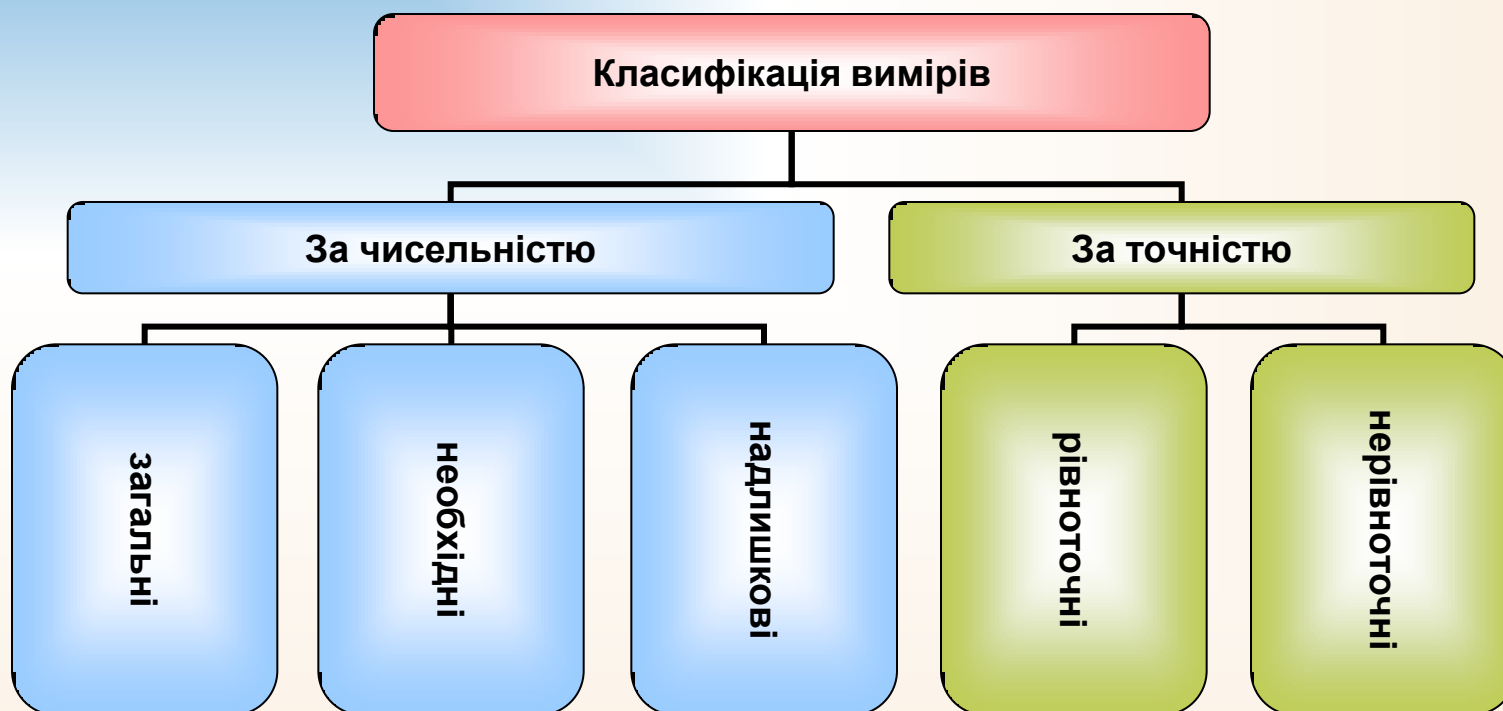 Класифікація вимірів
За чисельністю
За точністю
загальні
необхідні
надлишкові
рівноточні
нерівноточні